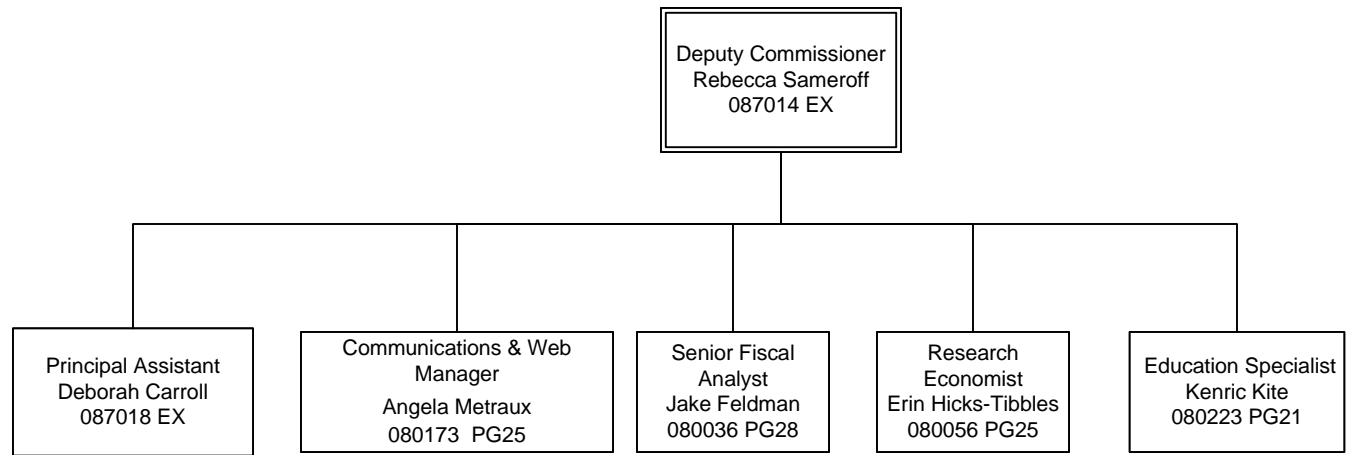 Deputy Commissioner
Rebecca Sameroff
087014 EX
Principal Assistant
Deborah Carroll
087018 EX
Communications & Web
Manager
Angela Metraux
080173  PG25
Senior Fiscal
Analyst
Jake Feldman
080036 PG28
Research
Economist
Erin Hicks-Tibbles
080056 PG25
Education Specialist
Kenric Kite
080223 PG21